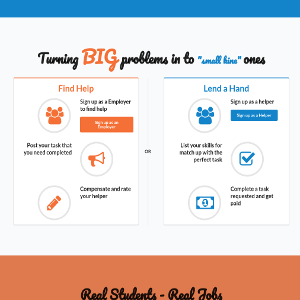 Turning BIG problems in to "small kine" ones
Find Help
Sign up as a Employer
to find help
Sign up as an
Employer
Post your task that
you need completed
Compensate and rate
your helper
OR
Lend a Hand
Sign up as a helper
Sign up as a Helper
List your skills for
match up with the
perfect task
Complete a task
requested and get
paid
Real Students - Real Jobs